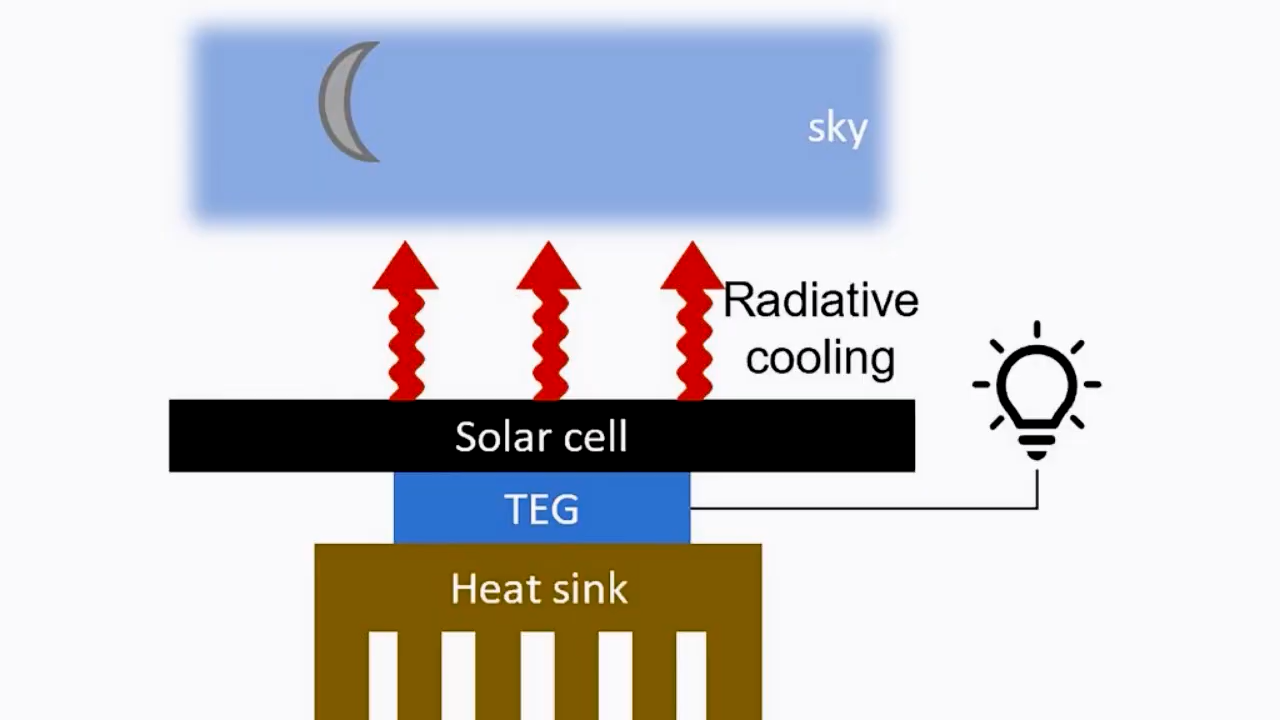 sky
Radiative
cooling
Solar cell
TEG
Heat sink